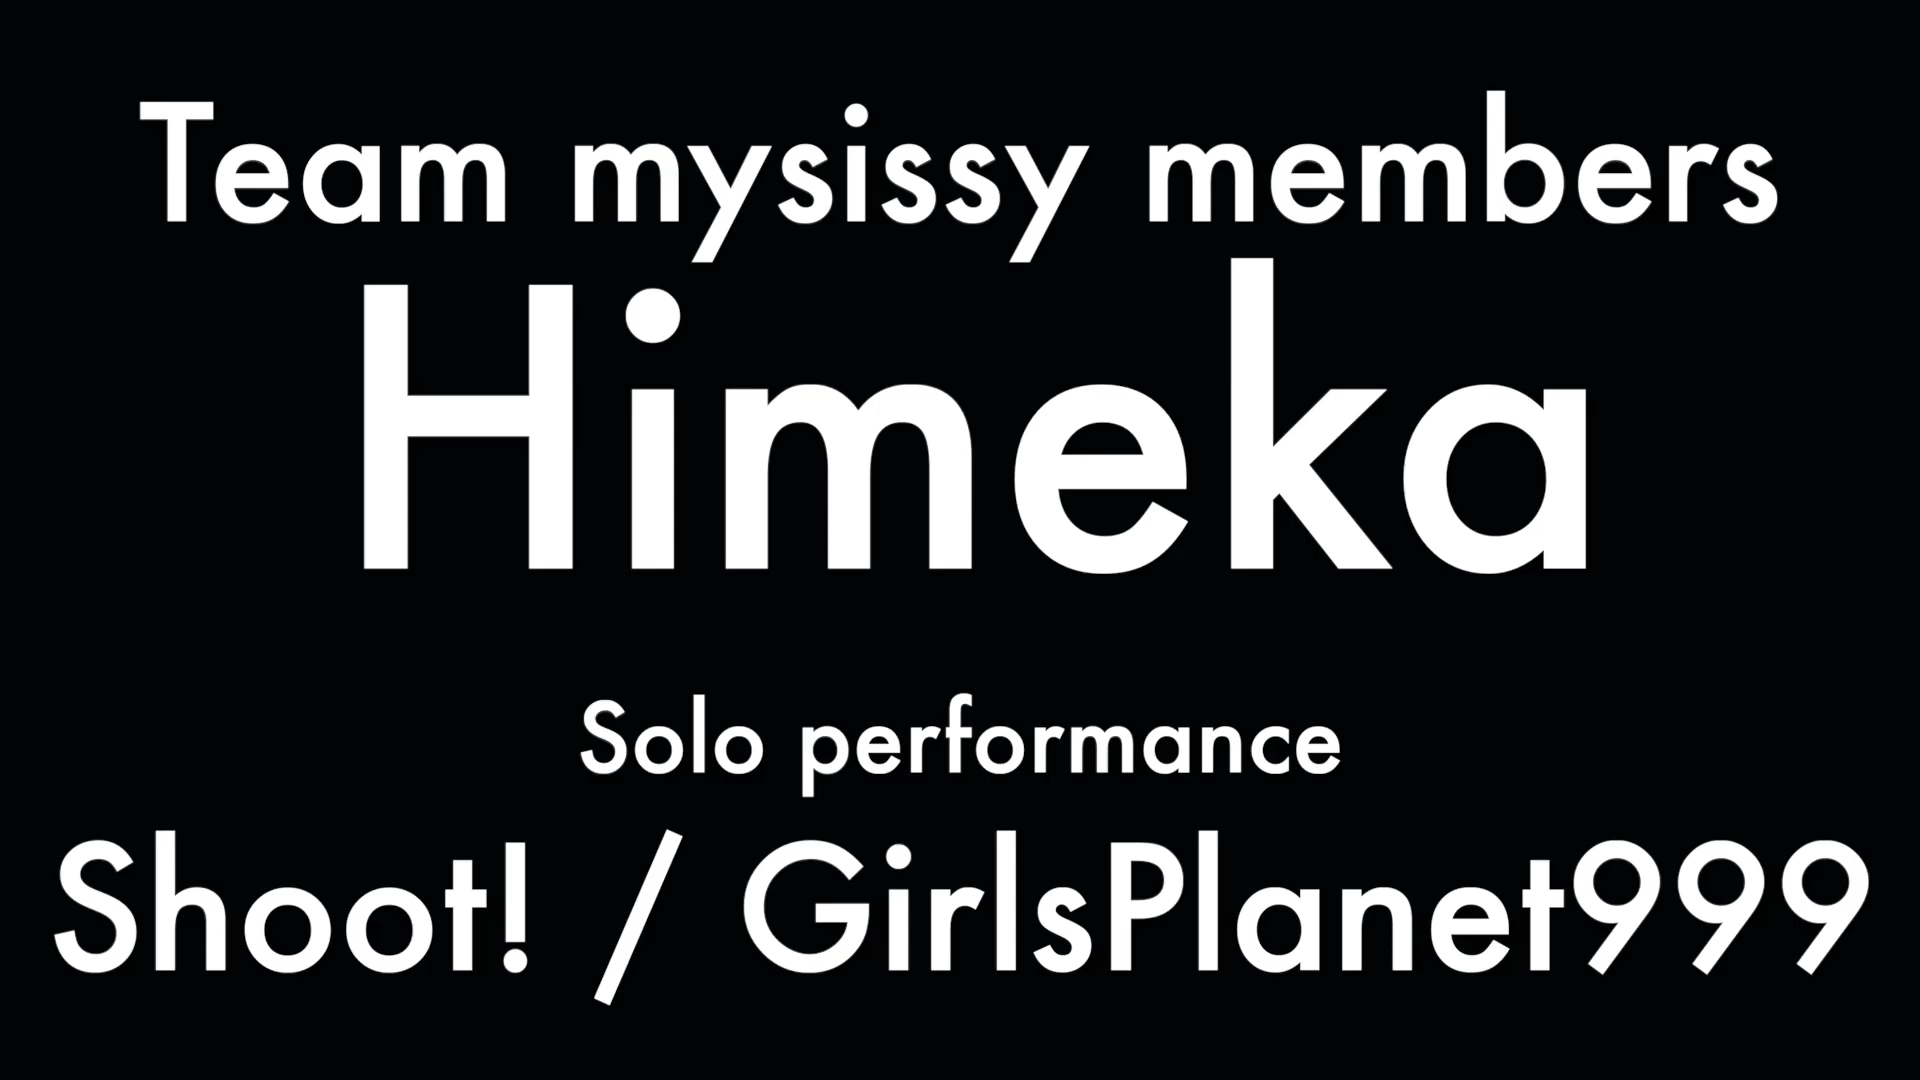 Team mysissy members
Himeka
Solo performance
Shoot! / GirlsPlanet999